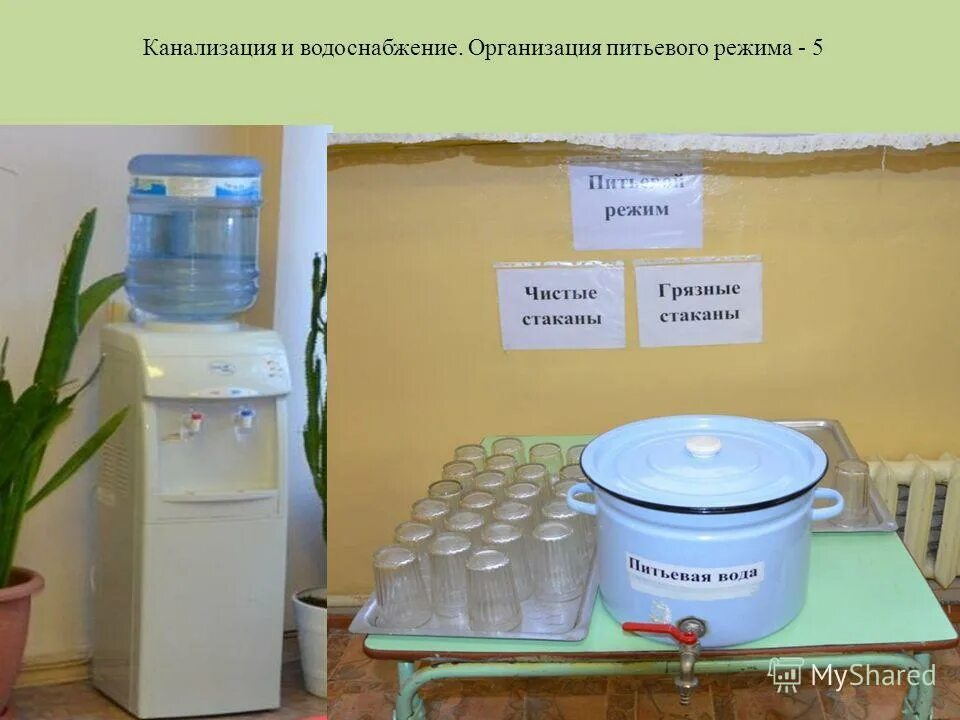 Канализация и водоснабжение. Организация питьевого режима - 5
Питьевой
режим
Чистые
стаканы
Грязные
стаканы
Питьевая вода
MyShared